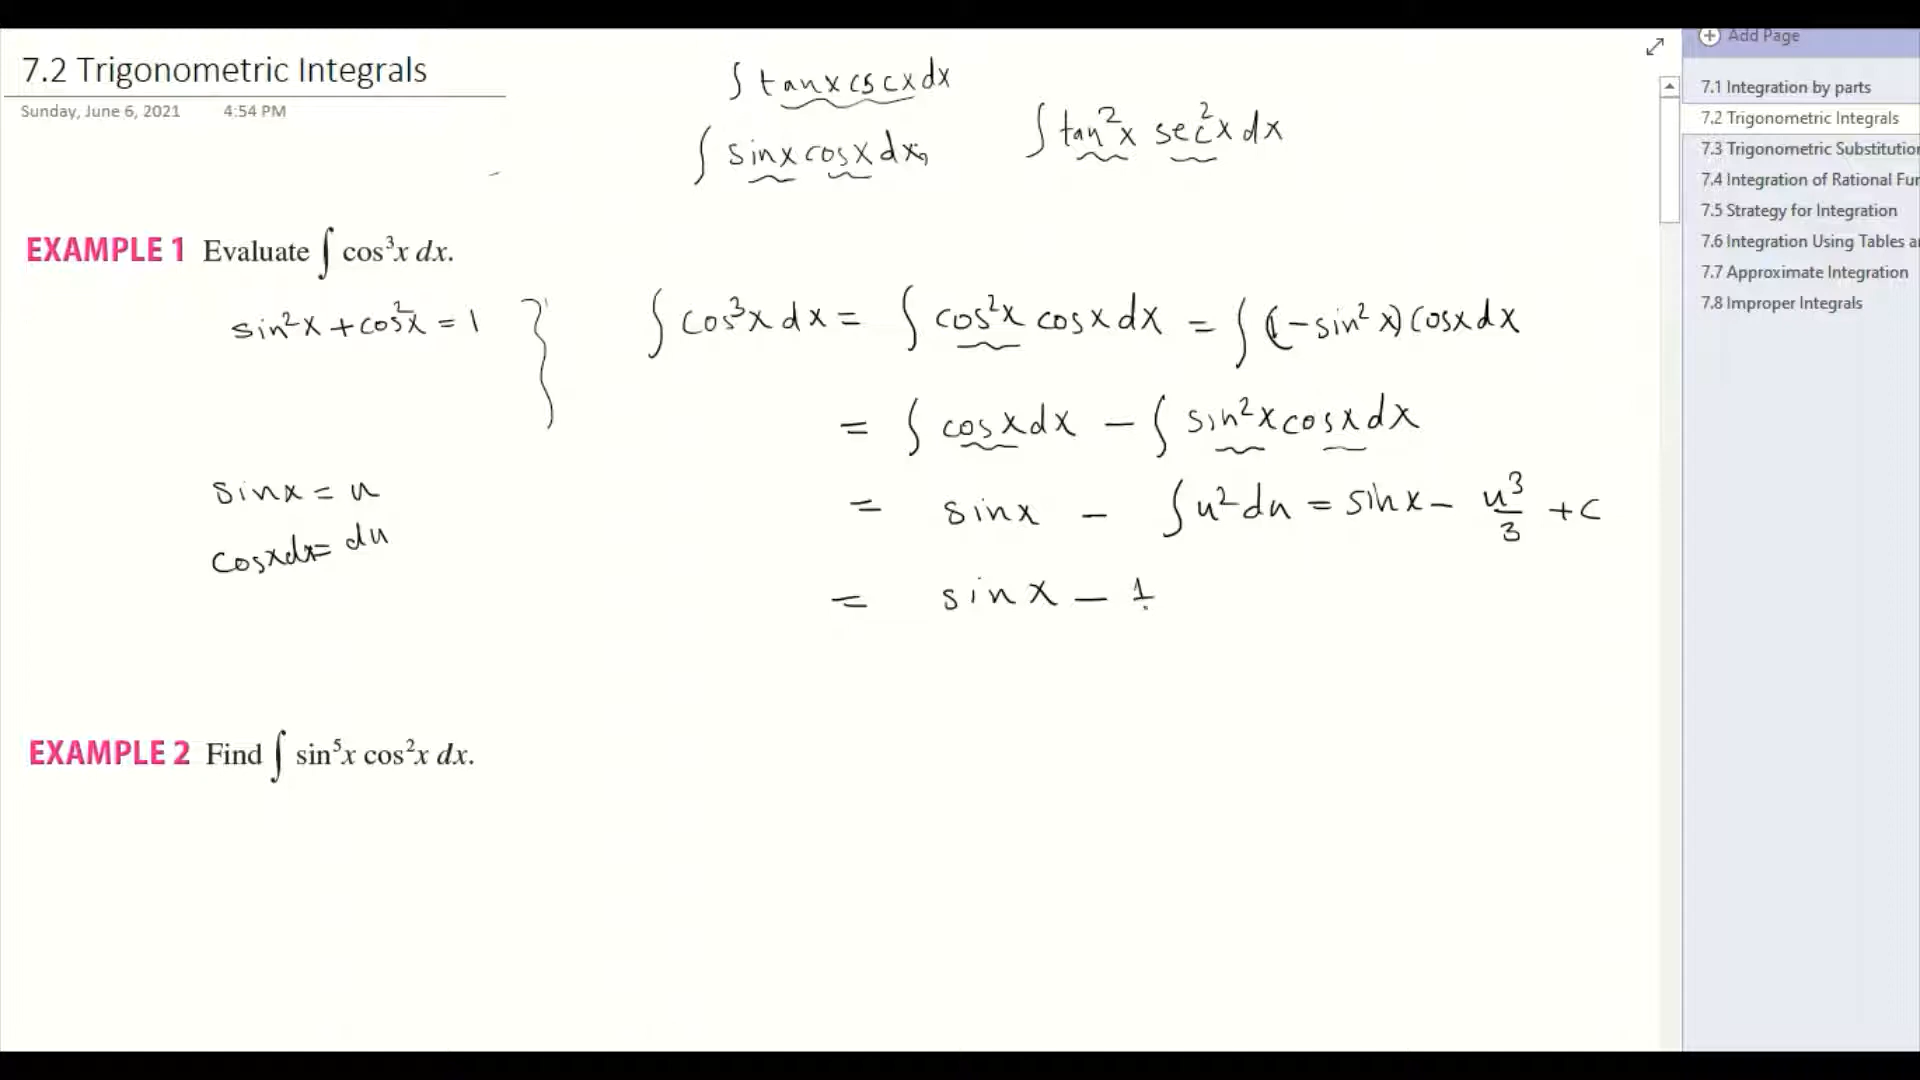 7.2 Trigonometric Integrals
Sunday, June 6, 2021 4:54 PM
∫ tanx cscx dx
∫ sinx cosx dx,
∫ tan²x sec²x dx
EXAMPLE 1 Evaluate ∫ cos³x dx.
sin²x + cos²x = 1
∫ cos³x dx = ∫ cos²x cosx dx = ∫ (1-sin²x) cosx dx
= ∫ cosx dx - ∫ sin²x cosx dx
sinx = u
cosxdx = du
= sinx - ∫ u² du = sinx - u³/3 + c
= sinx - 1
EXAMPLE 2 Find ∫ sin⁵x cos²x dx.
Add Page
7.1 Integration by parts
7.2 Trigonometric Integrals
7.3 Trigonometric Substitution
7.4 Integration of Rational Fun
7.5 Strategy for Integration
7.6 Integration Using Tables a
7.7 Approximate Integration
7.8 Improper Integrals